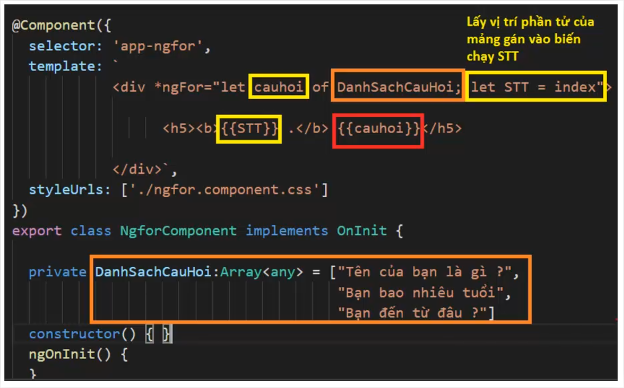 @Component({
Lấy vị trí phần tử của
mảng gán vào biến
chạy STT
selector: 'app-ngfor',
template: `
<div *ngFor="let cauhoi of DanhSachCauHoi; let STT = index">
<h5><b>{{STT}} .</b> {{cauhoi}}</h5>
</div>`,
styleUrls: ['./ngfor.component.css']
})
export class NgforComponent implements OnInit {
private DanhSachCauHoi:Array<any> = ["Tên của bạn là gì ?",
"Bạn bao nhiêu tuổi",
"Bạn đến từ đâu ?"]
constructor() { }
ngOnInit() {
}